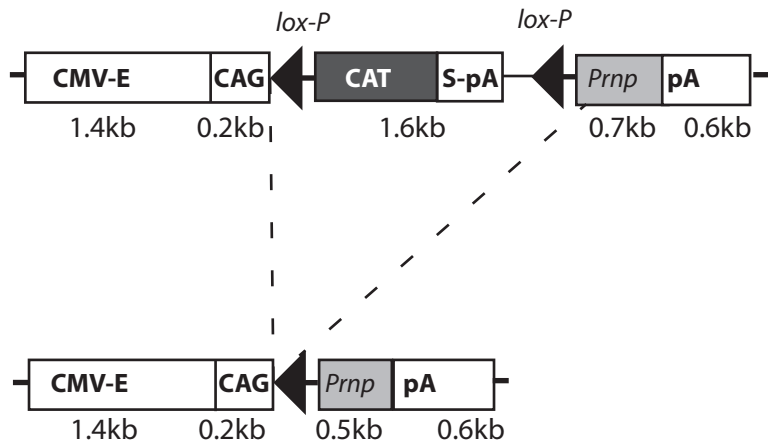 lox-P lox-P
CMV-E CAG CAT S-pA Prnp pA
1.4kb 0.2kb 1.6kb 0.7kb 0.6kb
CMV-E CAG Prnp pA
1.4kb 0.2kb 0.5kb 0.6kb